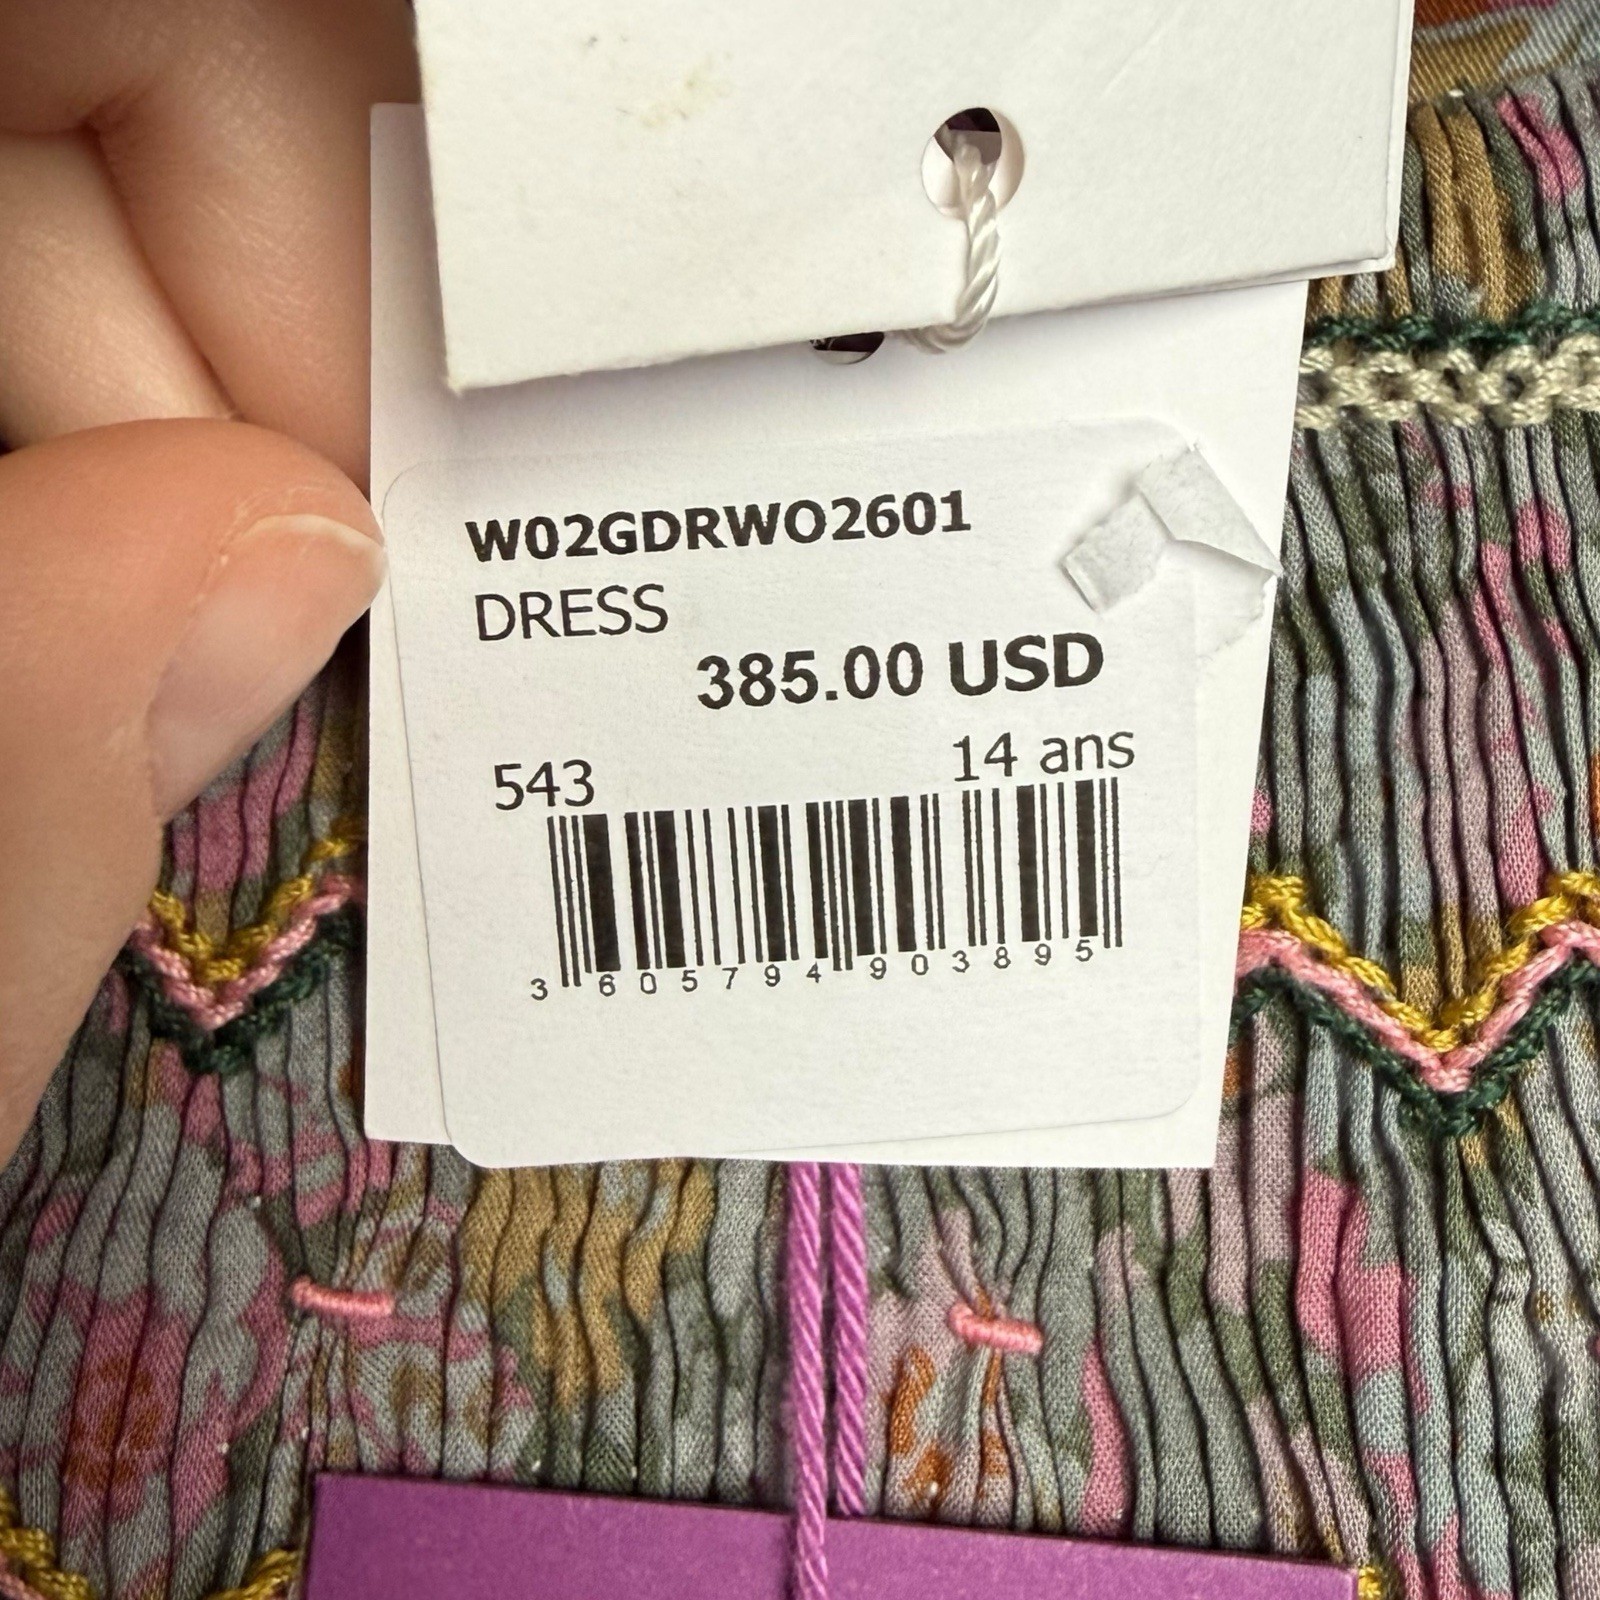 W02GDRWO2601
DRESS
385.00 USD
543 14 ans
3 605794 903895